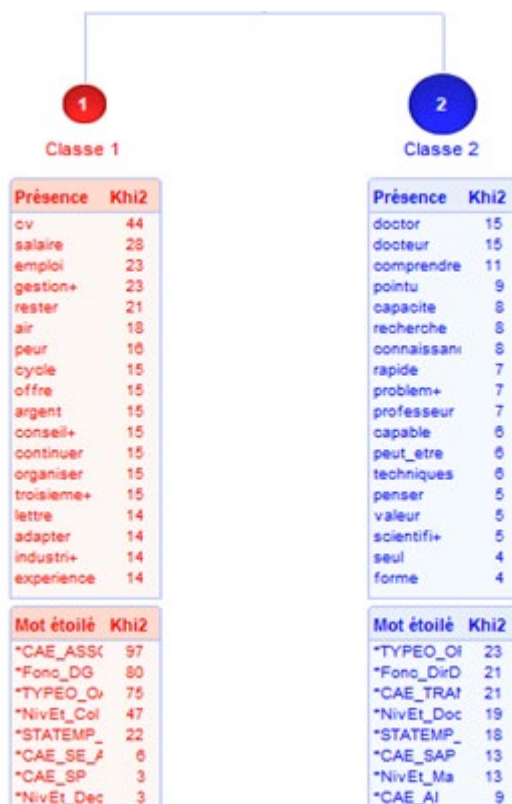 1
Classe 1
Présence Khi2
cv 44
salaire 28
emploi 23
gestion+ 23
rester 21
air 18
peur 16
cycle 15
offre 15
argent 15
conseil+ 15
continuer 15
organiser 15
troisieme+ 15
lettre 14
adapter 14
industri+ 14
experience 14
Mot étoilé Khi2
*CAE_ASSO 97
*Fonc_DG 80
*TYPEO_ 75
*NivEt_Col 47
*STATEMP_ 22
*CAE_SE_A 6
*CAE_SP 3
*NivEt_Dec 3
2
Classe 2
Présence Khi2
doctor 15
docteur 15
comprendre 11
pointu 9
capacite 8
recherche 8
connaissan 8
rapide 7
problem+ 7
professeur 7
capable 6
peut_etre 6
techniques 6
penser 5
valeur 5
scientifi+ 5
seul 4
forme 4
Mot étoilé Khi2
*TYPEO_ 23
*Fonc_DirD 21
*CAE_TRAN 21
*NivEt_Doc 19
*STATEMP_ 18
*CAE_SAP 13
*NivEt_Ma 13
*CAE_AI 9